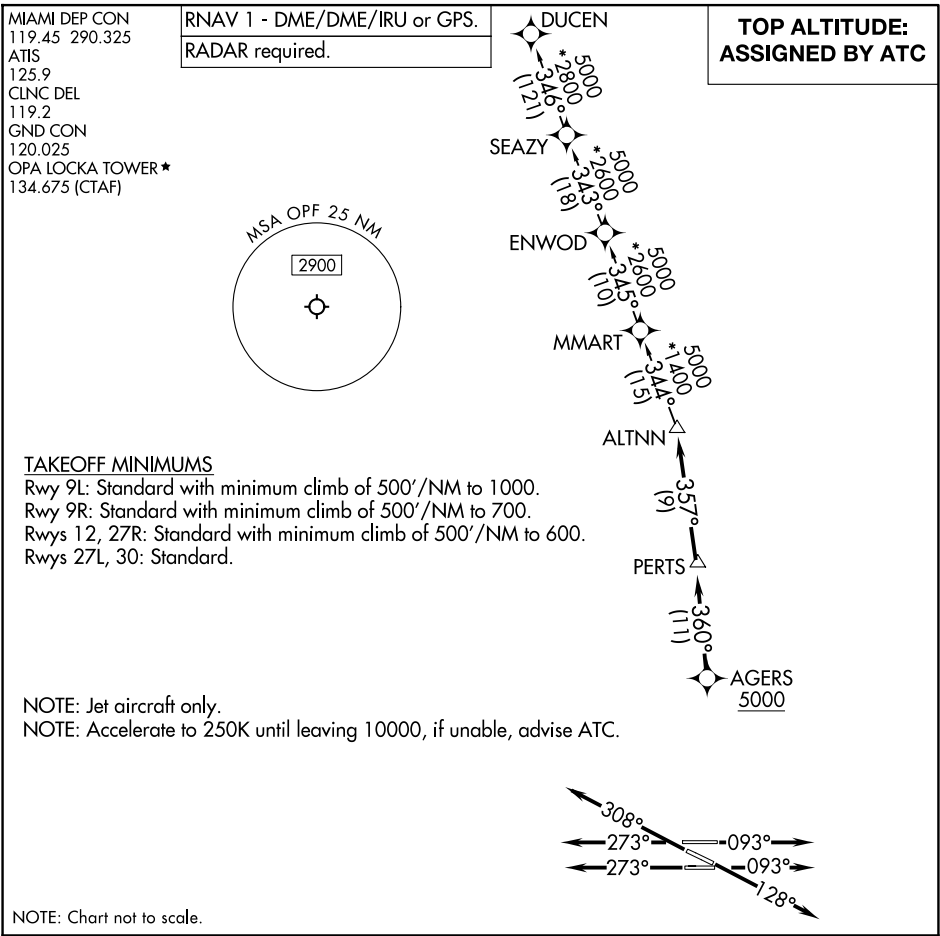 MIAMI DEP CON
119.45 290.325
ATIS
125.9
CLNC DEL
119.2
GND CON
120.025
OPA LOCKA TOWER★
134.675 (CTAF)
RNAV 1 - DME/DME/IRU or GPS.
RADAR required.
TOP ALTITUDE:
ASSIGNED BY ATC
DUCEN
5000
*2800
346°
(121)
SEAZY
5000
*2600
343°
(18)
ENWOD
5000
*2600
345°
(10)
MMART
5000
*1400
344°
(15)
ALTNN
357°
(9)
PERTS
360°
(11)
AGERS
5000
MSA OPF 25 NM
2900
TAKEOFF MINIMUMS
Rwy 9L: Standard with minimum climb of 500'/NM to 1000.
Rwy 9R: Standard with minimum climb of 500'/NM to 700.
Rwys 12, 27R: Standard with minimum climb of 500'/NM to 600.
Rwys 27L, 30: Standard.
NOTE: Jet aircraft only.
NOTE: Accelerate to 250K until leaving 10000, if unable, advise ATC.
308°
273° 093°
273° 093°
128°
NOTE: Chart not to scale.